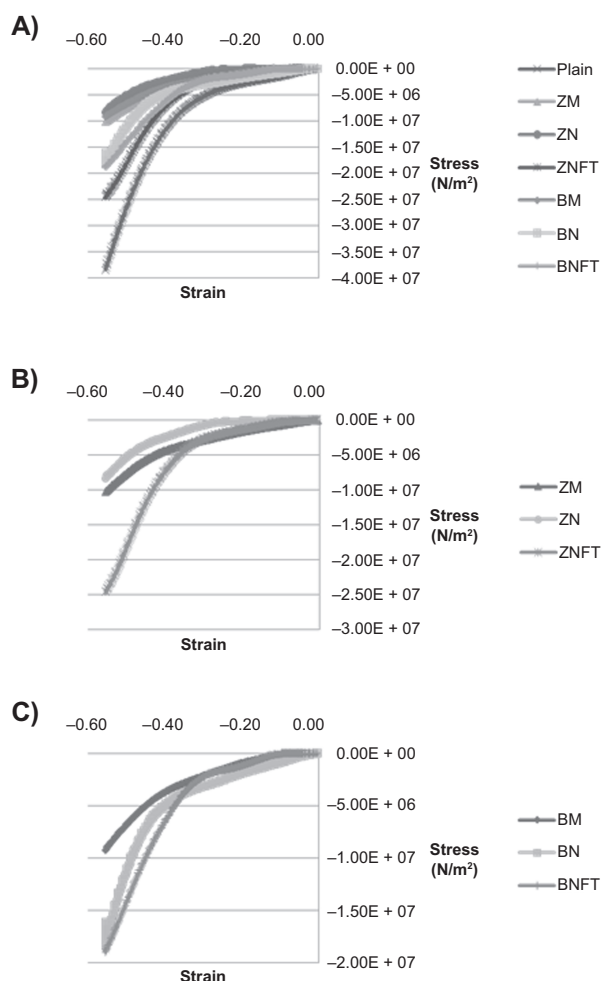 A)
–0.60 –0.40 –0.20 0.00
0.00E + 00
–5.00E + 06
–1.00E + 07
–1.50E + 07
–2.00E + 07
–2.50E + 07
–3.00E + 07
–3.50E + 07
–4.00E + 07
Stress
(N/m²)
Strain
Plain
ZM
ZN
ZNFT
BM
BN
BNFT
B)
–0.60 –0.40 –0.20 0.00
0.00E + 00
–5.00E + 06
–1.00E + 07
–1.50E + 07
–2.00E + 07
–2.50E + 07
–3.00E + 07
Stress
(N/m²)
Strain
ZM
ZN
ZNFT
C)
–0.60 –0.40 –0.20 0.00
0.00E + 00
–5.00E + 06
–1.00E + 07
–1.50E + 07
–2.00E + 07
Stress
(N/m²)
Strain
BM
BN
BNFT